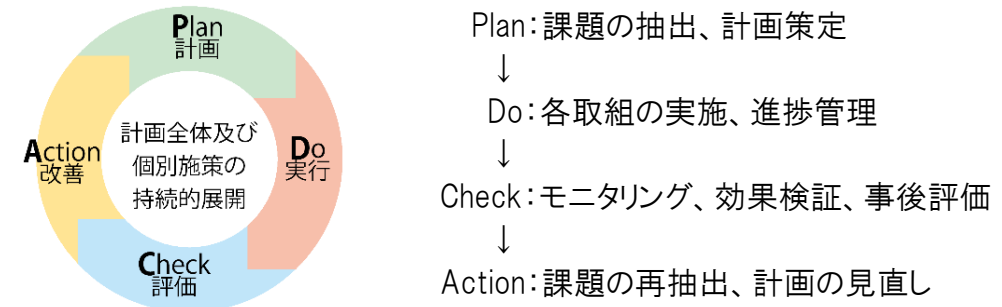 Plan
計画
Do
実行
Check
評価
Action
改善
計画全体及び
個別施策の
持続的展開
Plan：課題の抽出、計画策定
↓
Do：各取組の実施、進捗管理
↓
Check：モニタリング、効果検証、事後評価
↓
Action：課題の再抽出、計画の見直し